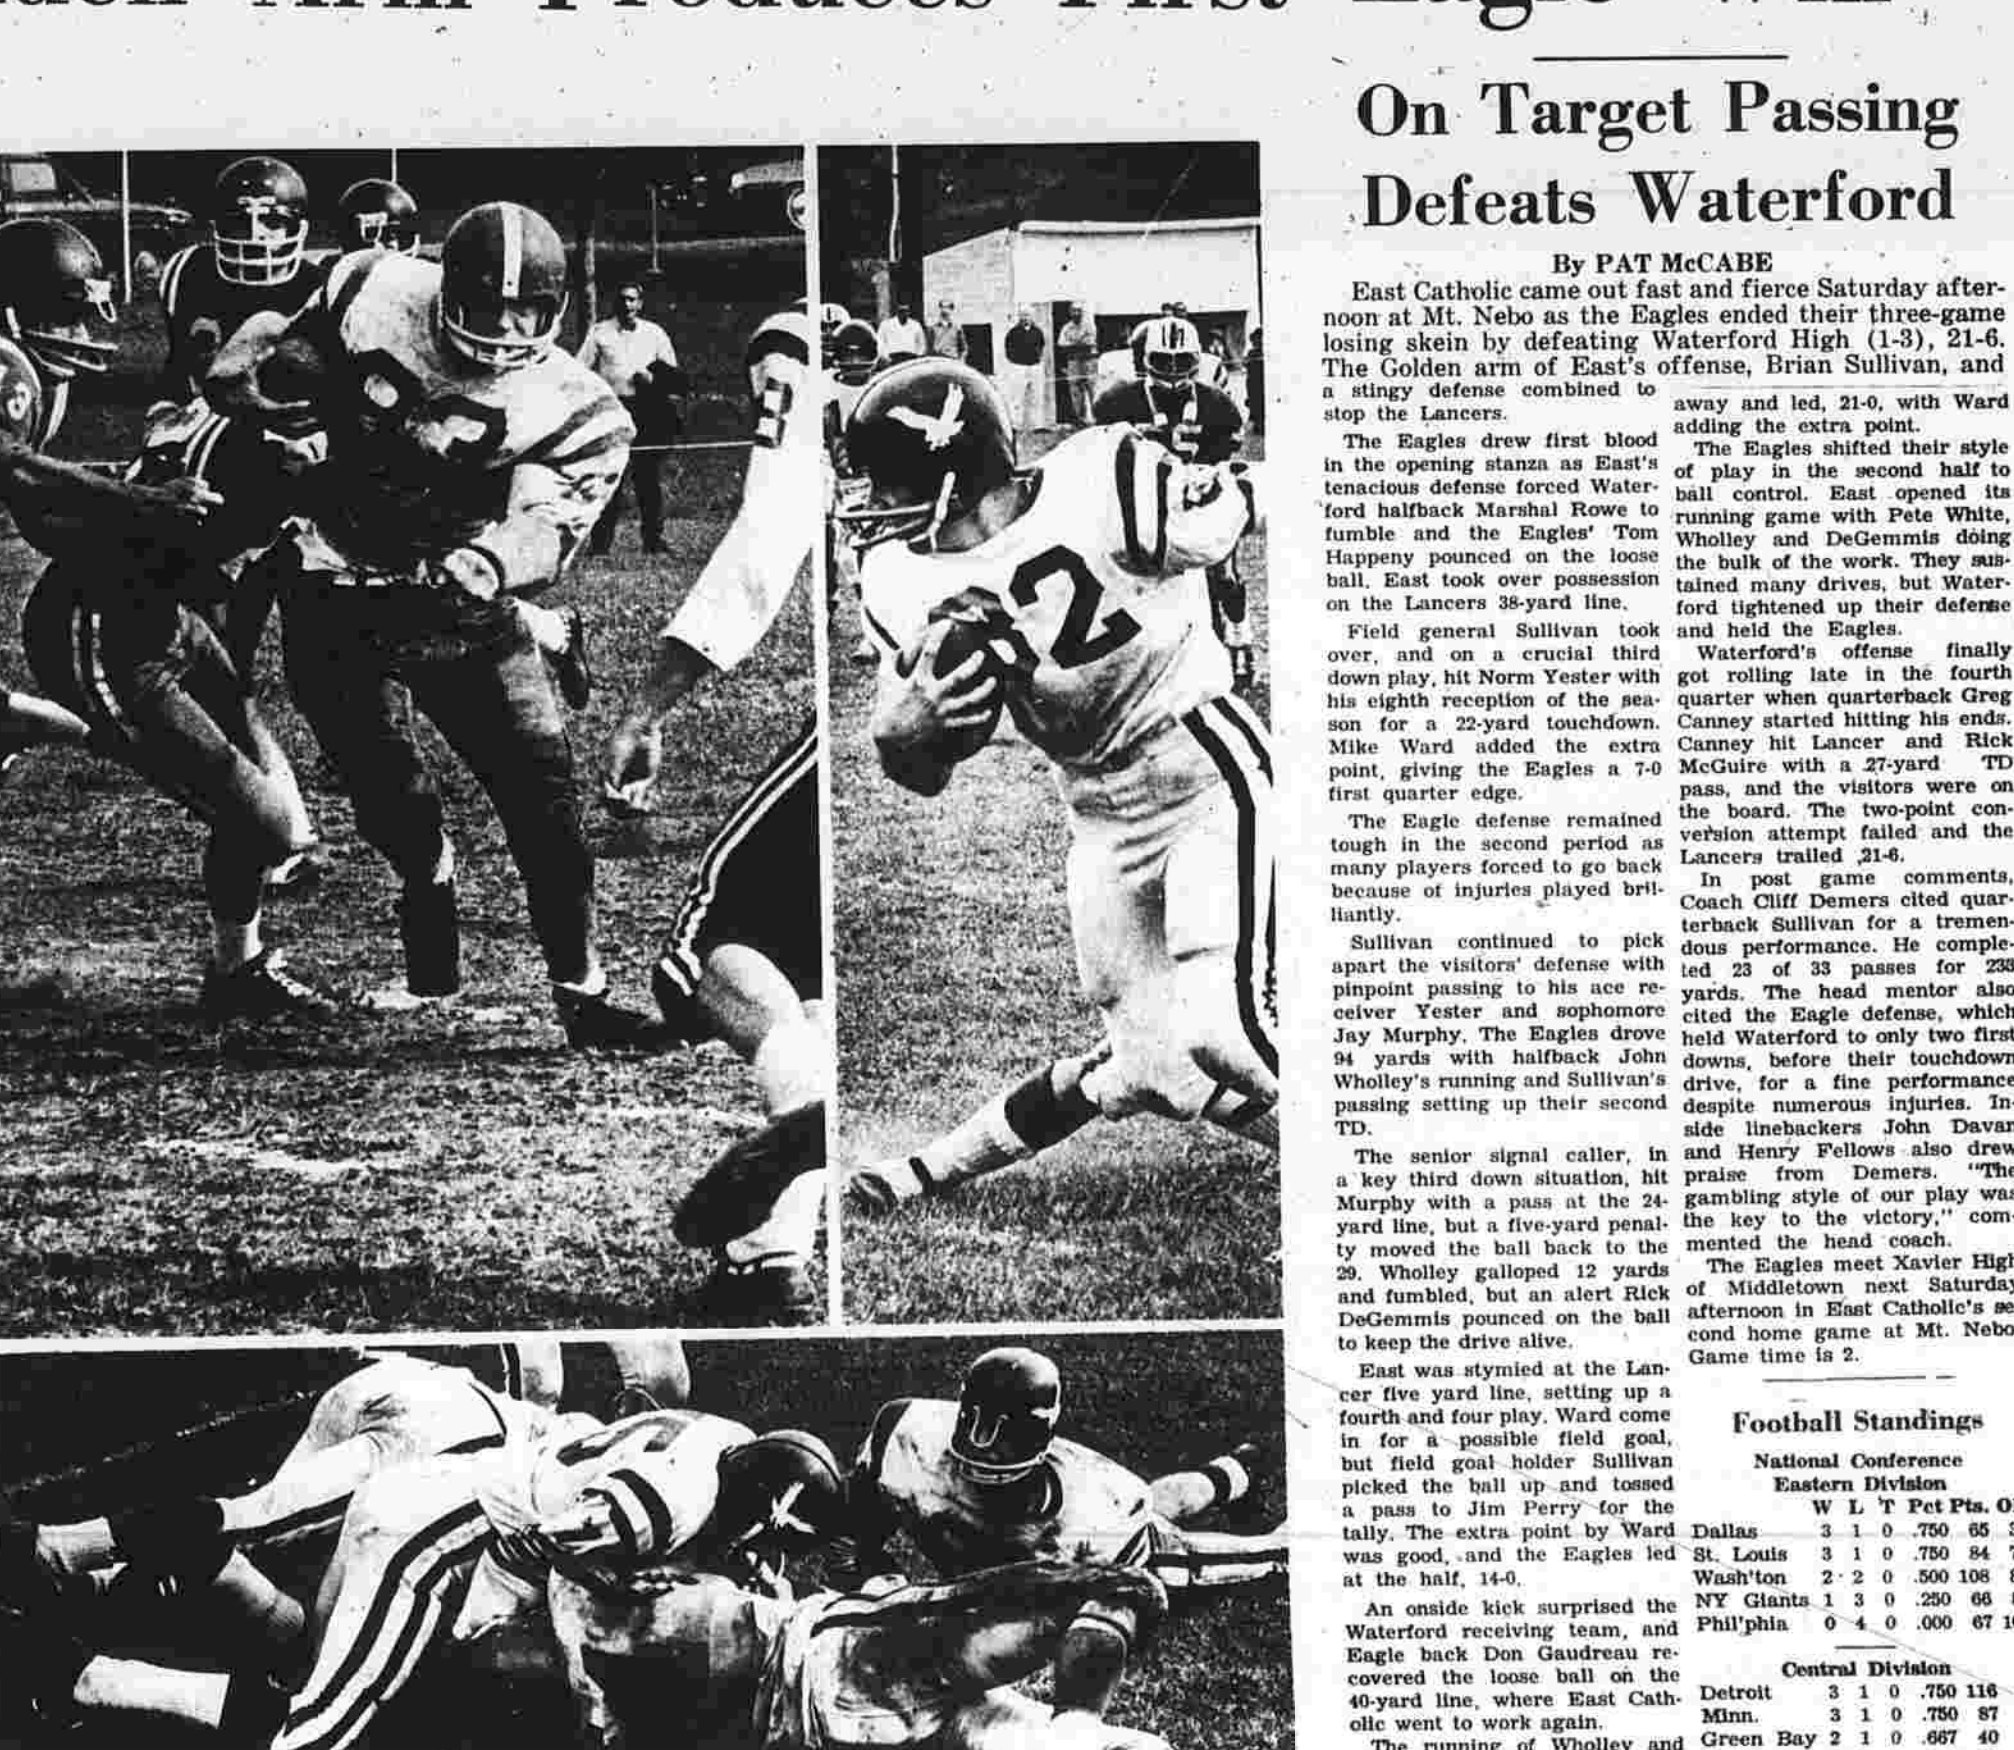 On Target Passing
Defeats Waterford
By PAT McCABE
East Catholic came out fast and fierce Saturday after-
noon at Mt. Nebo as the Eagles ended their three-game
losing skein by defeating Waterford High (1-3), 21-6.
The Golden arm of East's offense, Brian Sullivan, and
a stingy defense combined to
stop the Lancers.
The Eagles drew first blood
in the opening stanza as East's
tenacious defense forced Water-
ford halfback Marshal Rowe to
fumble and the Eagles' Tom
Happeny pounced on the loose
ball. East took over possession
on the Lancers 38-yard line.
Field general Sullivan took
over, and on a crucial third
down play, hit Norm Yester with
his eighth reception of the sea-
son for a 22-yard touchdown.
Mike Ward added the extra
point, giving the Eagles a 7-0
first quarter edge.
The Eagle defense remained
tough in the second period as
many players forced to go back
because of injuries played bril-
liantly.
Sullivan continued to pick
apart the visitors' defense with
pinpoint passing to his ace re-
ceiver Yester and sophomore
Jay Murphy. The Eagles drove
94 yards with halfback John
Wholley's running and Sullivan's
passing setting up their second
TD.
The senior signal caller, in
a key third down situation, hit
Murphy with a pass at the 24-
yard line, but a five-yard penal-
ty moved the ball back to the
29. Wholley galloped 12 yards
and fumbled, but an alert Rick
DeGemmis pounced on the ball
to keep the drive alive.
East was stymied at the Lan-
cer five yard line, setting up a
fourth and four play. Ward come
in for a possible field goal,
but field goal holder Sullivan
picked the ball up and tossed
a pass to Jim Perry for the
tally. The extra point by Ward
was good, and the Eagles led
at the half, 14-0.
An onside kick surprised the
Waterford receiving team, and
Eagle back Don Gaudreau re-
covered the loose ball on the
40-yard line, where East Cath-
olic went to work again.
The running of Wholley and
away and led, 21-0, with Ward
adding the extra point.
The Eagles shifted their style
of play in the second half to
ball control. East opened its
running game with Pete White,
Wholley and DeGemmis doing
the bulk of the work. They sus-
tained many drives, but Water-
ford tightened up their defense
and held the Eagles.
Waterford's offense finally
got rolling late in the fourth
quarter when quarterback Greg
Canney started hitting his ends.
Canney hit Lancer and Rick
McGuire with a 27-yard TD
pass, and the visitors were on
the board. The two-point con-
version attempt failed and the
Lancers trailed ,21-6.
In post game comments,
Coach Cliff Demers cited quar-
terback Sullivan for a tremen-
dous performance. He comple-
ted 23 of 33 passes for 233
yards. The head mentor also
cited the Eagle defense, which
held Waterford to only two first
downs, before their touchdown
drive, for a fine performance
despite numerous injuries. In-
side linebackers John Davan
and Henry Fellows also drew
praise from Demers. "The
gambling style of our play was
the key to the victory," com-
mented the head coach.
The Eagles meet Xavier High
of Middletown next Saturday
afternoon in East Catholic's se
cond home game at Mt. Nebo
Game time is 2.
Football Standings
National Conference
Eastern Division
W L T Pct Pts.
Dallas 3 1 0 .750 65
St. Louis 3 1 0 .750 84
Wash'ton 2 2 0 .500 108
NY Giants 1 3 0 .250 66
Phil'phia 0 4 0 .000 67
Central Division
Detroit 3 1 0 .750 116
Minn. 3 1 0 .750 87
Green Bay 2 1 0 .667 40